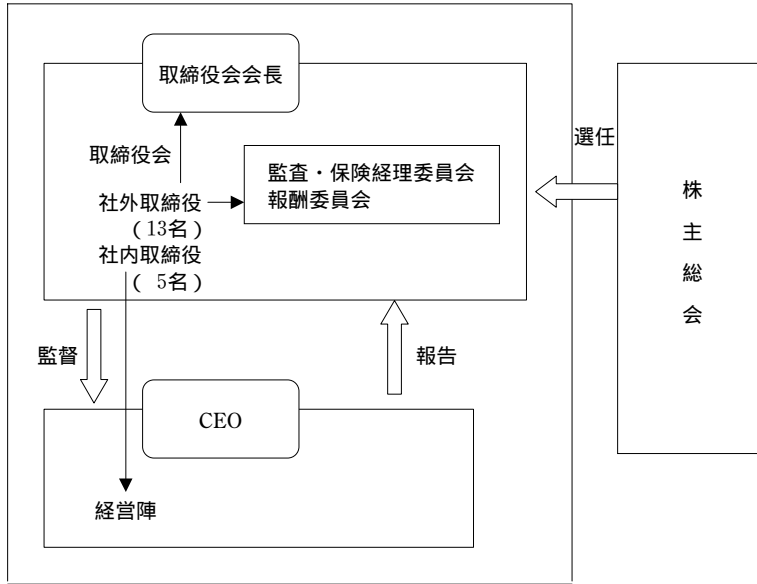 取締役会会長
取締役会
選任
監査・保険経理委員会
報酬委員会
社外取締役
(13名)
社内取締役
( 5名)
株主総会
監督
報告
CEO
経営陣